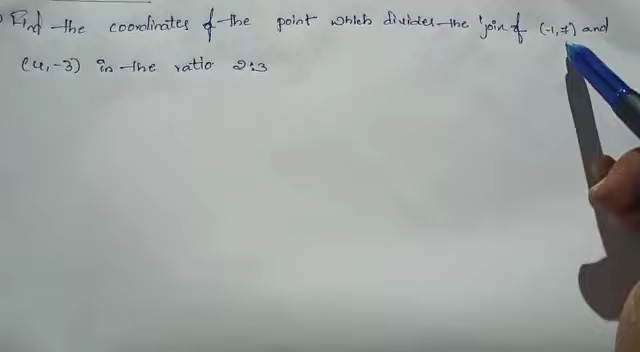 Find the coordinates of the point which divides the join of (-1,7) and
(4,-3) in the ratio 2:3